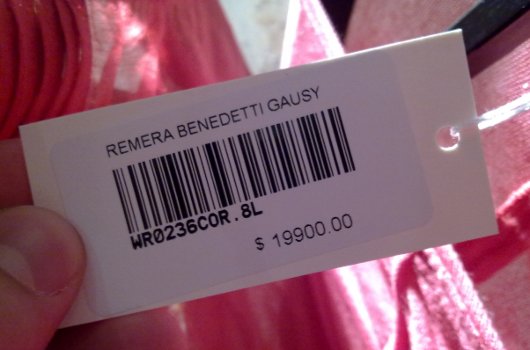 REMERA BENEDETTI GAUSY
WR0236COR.8L
$ 19900.00